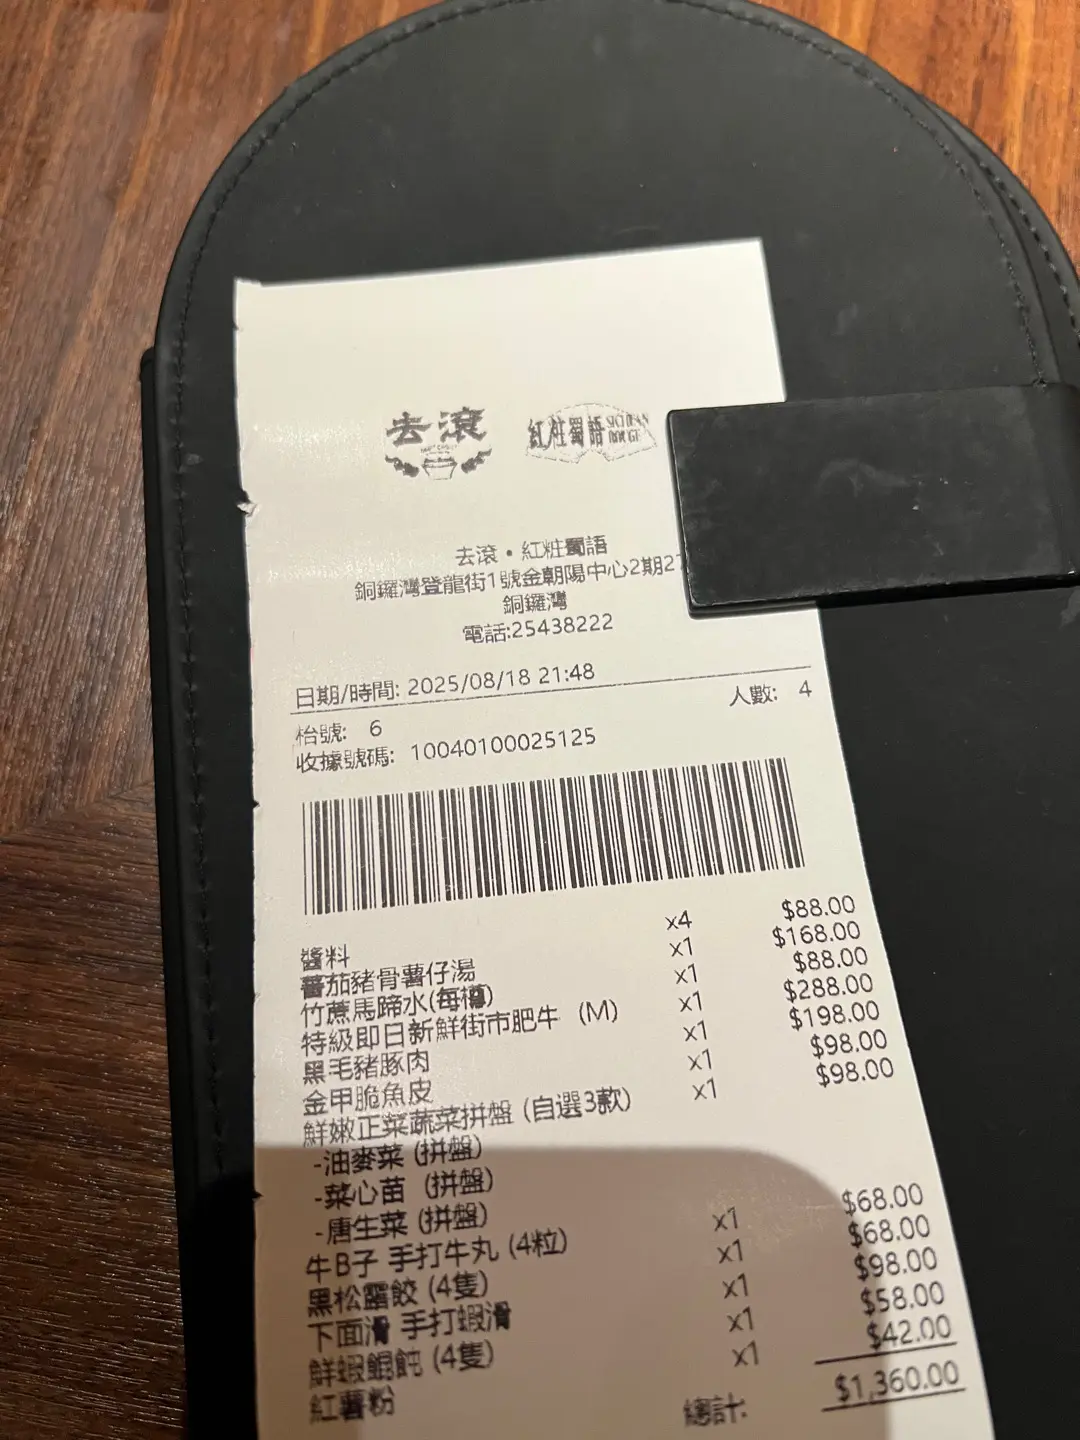 去滾
紅粧蜀語 SICHUAN ROUGE
去滾・紅粧蜀語
銅鑼灣登龍街1號金朝陽中心2期27
銅鑼灣
電話:25438222
日期/時間: 2025/08/18 21:48
枱號: 6 人數: 4
收據號碼: 10040100025125
醬料 x4 $88.00
蕃茄豬骨薯仔湯 x1 $168.00
竹蔗馬蹄水(每樽) x1 $88.00
特級即日新鮮街市肥牛 (M) x1 $288.00
黑毛豬豚肉 x1 $198.00
金甲脆魚皮 x1 $98.00
鮮嫩正菜蔬菜拼盤 (自選3款) x1 $98.00
-油麥菜 (拼盤)
-菜心苗 (拼盤)
-唐生菜 (拼盤)
牛B子 手打牛丸 (4粒) x1 $68.00
黑松露餃 (4隻) x1 $68.00
下面滑 手打蝦滑 x1 $98.00
鮮蝦餛飩 (4隻) x1 $58.00
紅薯粉 x1 $42.00
總計: $1,360.00